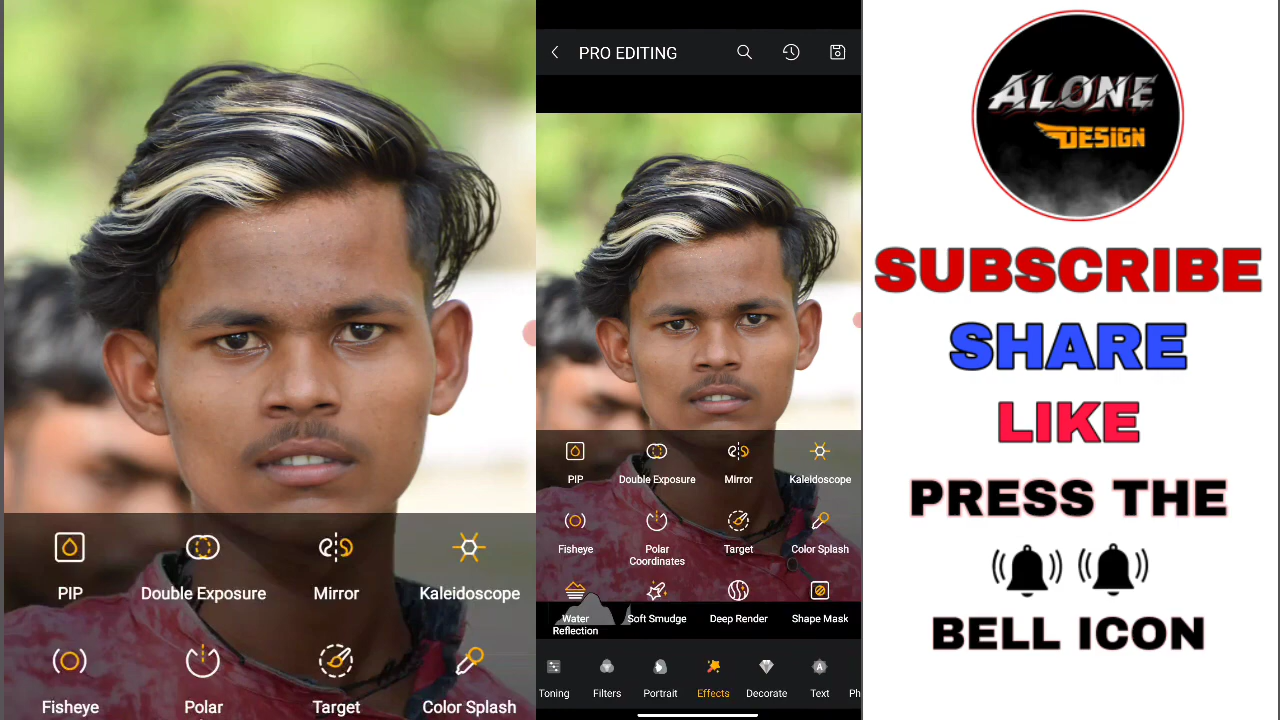 PIP
Double Exposure
Mirror
Kaleidoscope
Fisheye
Polar
Target
Color Splash
PRO EDITING
PIP
Double Exposure
Mirror
Kaleidoscope
Fisheye
Polar
Coordinates
Target
Color Splash
Water
Reflection
Soft Smudge
Deep Render
Shape Mask
Toning
Filters
Portrait
Effects
Decorate
Text
Ph
ALONE
DESIGN
SUBSCRIBE
SHARE
LIKE
PRESS THE
BELL ICON